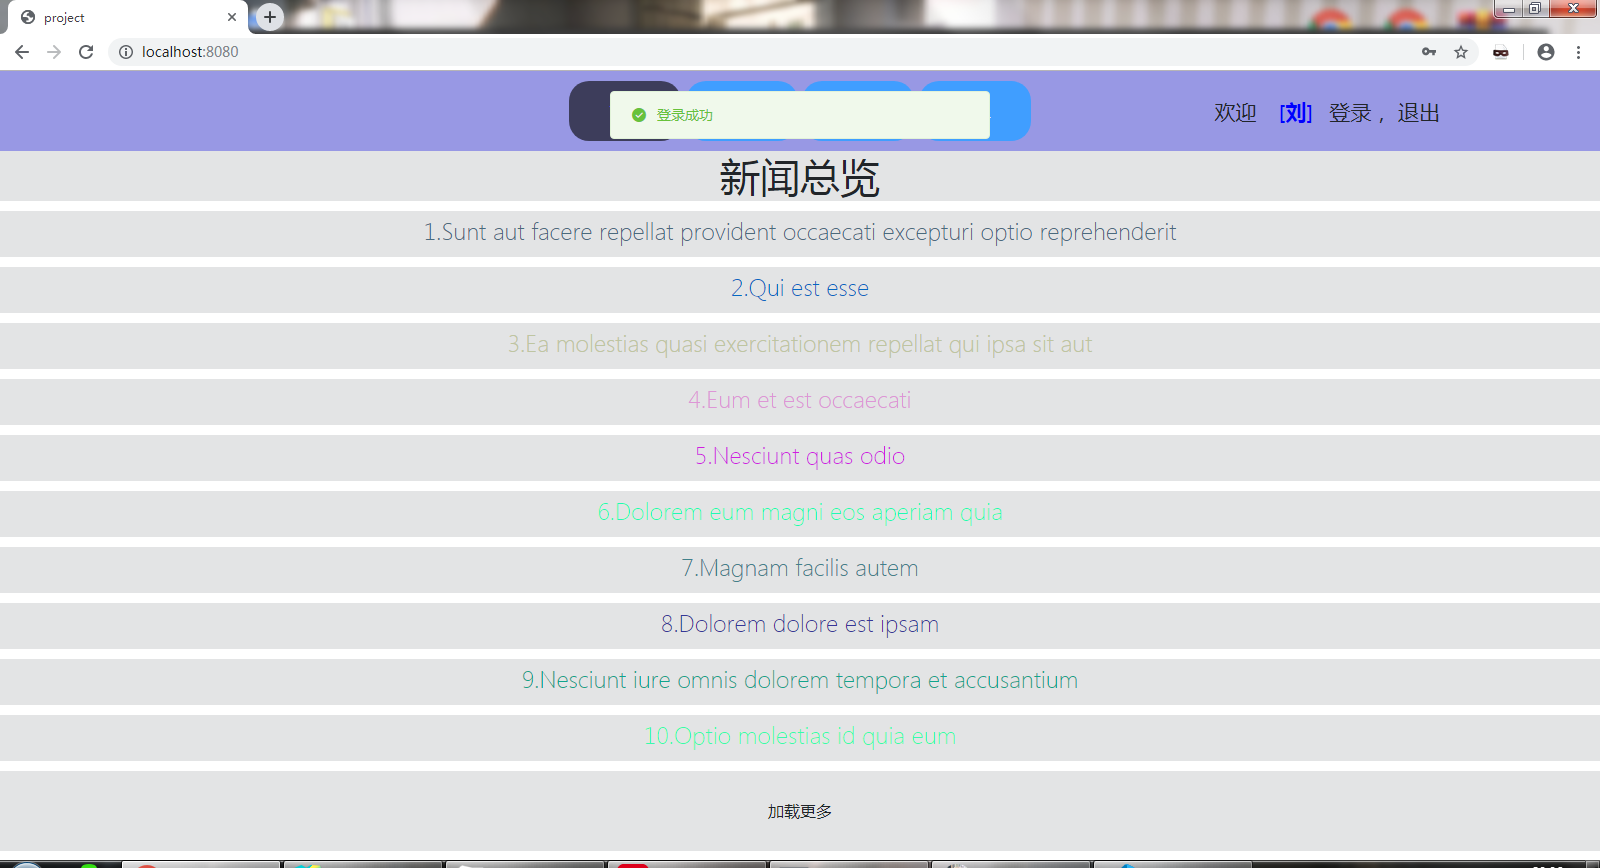 project
localhost:8080
登录成功
欢迎 [刘] 登录， 退出
新闻总览
1.Sunt aut facere repellat provident occaecati excepturi optio reprehenderit
2.Qui est esse
3.Ea molestias quasi exercitationem repellat qui ipsa sit aut
4.Eum et est occaecati
5.Nesciunt quas odio
6.Dolorem eum magni eos aperiam quia
7.Magnam facilis autem
8.Dolorem dolore est ipsam
9.Nesciunt iure omnis dolorem tempora et accusantium
10.Optio molestias id quia eum
加载更多